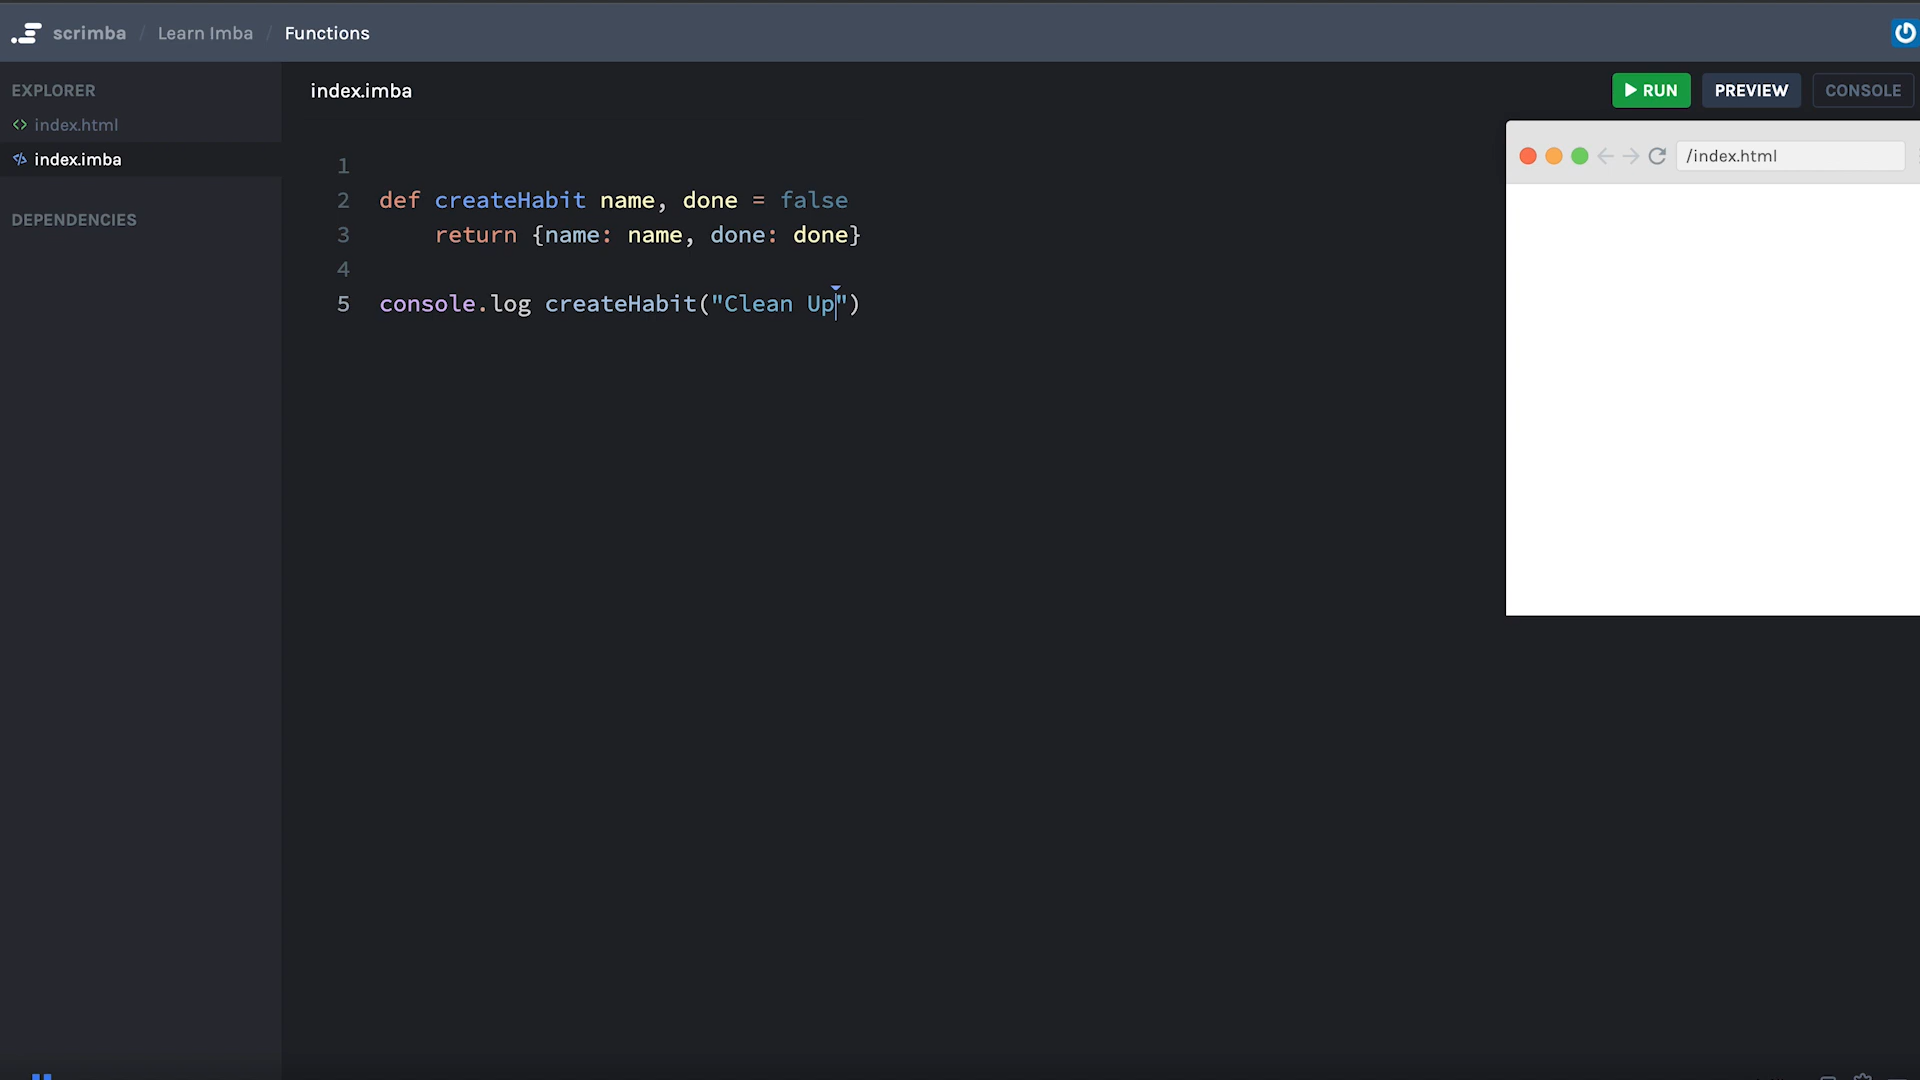 scrimba / Learn Imba / Functions
EXPLORER
index.html
index.imba
DEPENDENCIES
index.imba
RUN PREVIEW CONSOLE
/index.html
1
2 def createHabit name, done = false
3 return {name: name, done: done}
4
5 console.log createHabit("Clean Up")